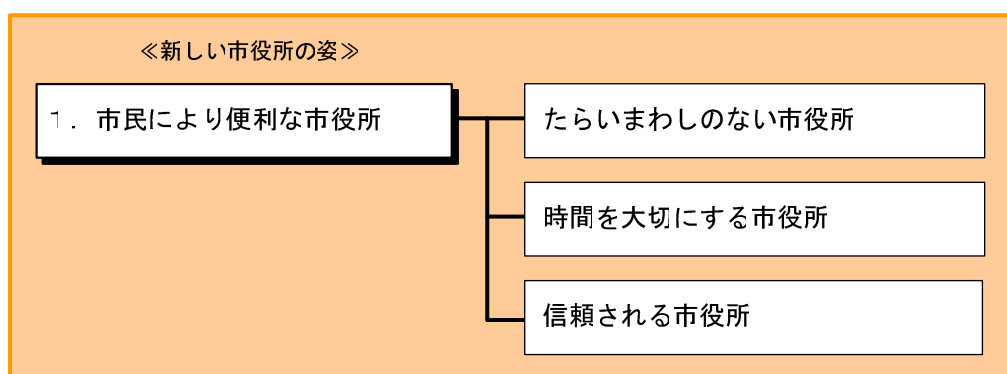 ≪新しい市役所の姿≫
1．市民により便利な市役所
たらいまわしのない市役所
時間を大切にする市役所
信頼される市役所